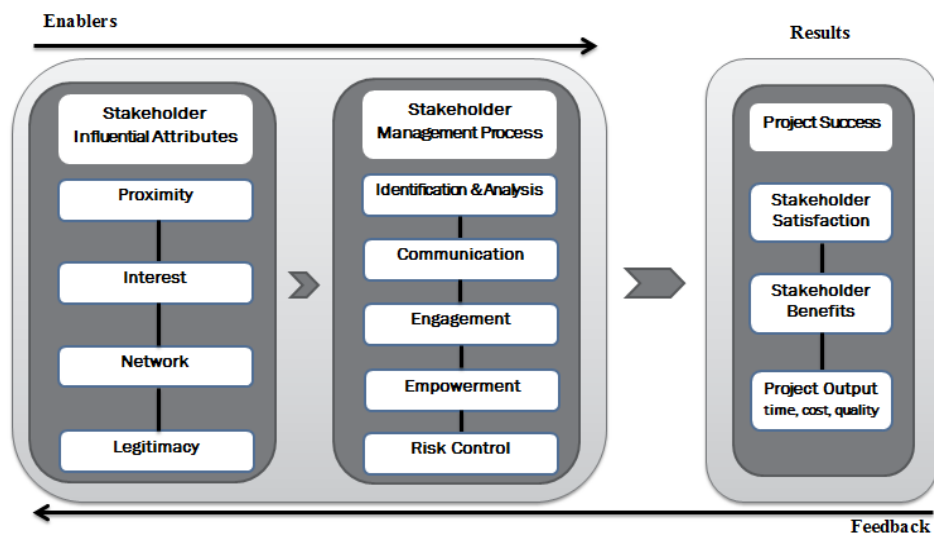 Enablers
Results
Stakeholder
Influential Attributes
Proximity
Interest
Network
Legitimacy
Stakeholder
Management Process
Identification & Analysis
Communication
Engagement
Empowerment
Risk Control
Project Success
Stakeholder
Satisfaction
Stakeholder
Benefits
Project Output
time, cost, quality
Feedback